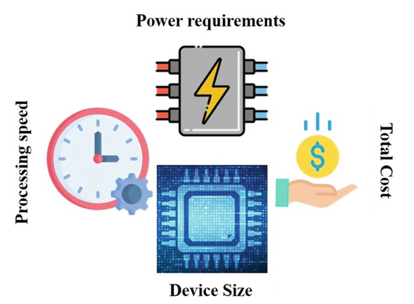 Power requirements
Processing speed
$
Total Cost
Device Size